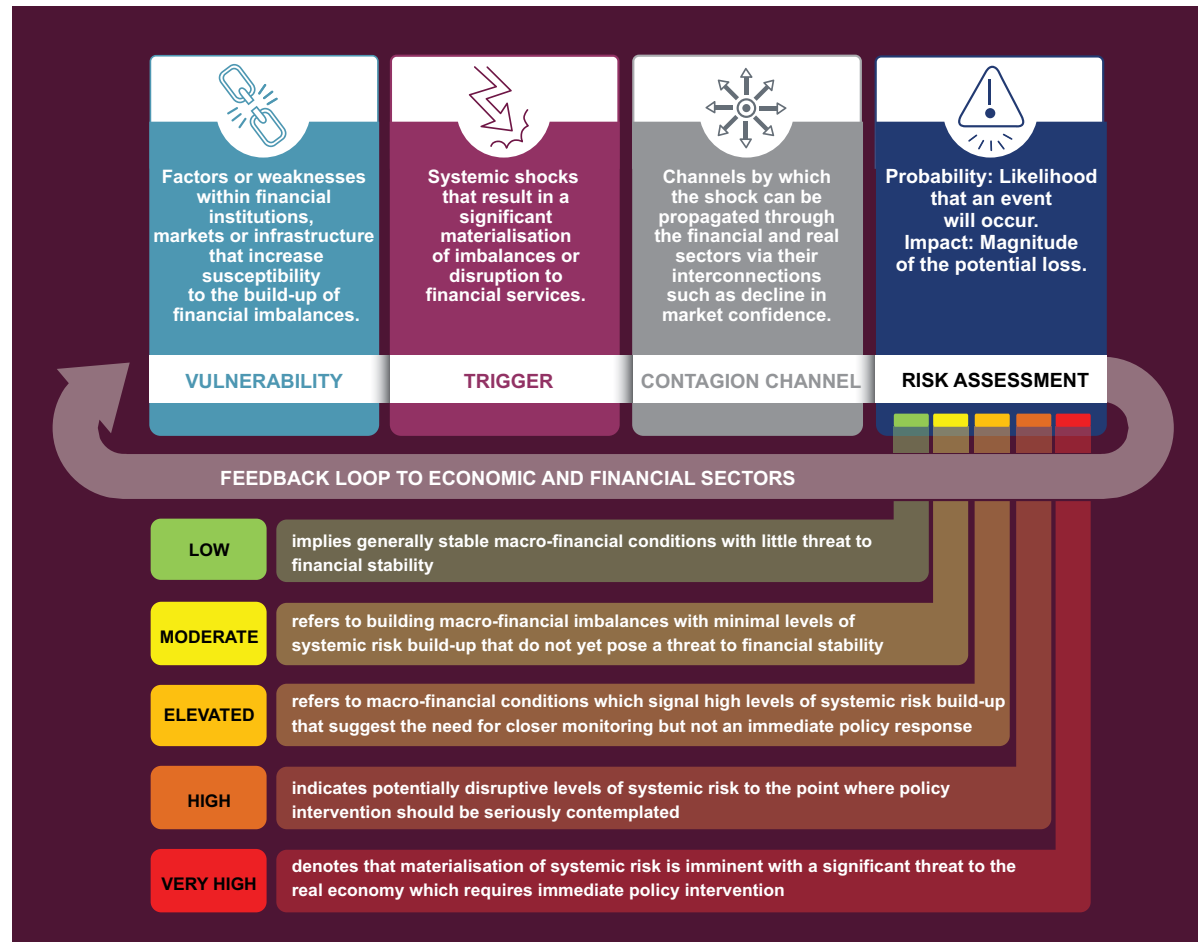 Factors or weaknesses
within financial
institutions,
markets or infrastructure
that increase
susceptibility
to the build-up of
financial imbalances.
VULNERABILITY
Systemic shocks
that result in a
significant
materialisation
of imbalances or
disruption to
financial services.
TRIGGER
Channels by which
the shock can be
propagated through
the financial and real
sectors via their
interconnections
such as decline in
market confidence.
CONTAGION CHANNEL
Probability: Likelihood
that an event
will occur.
Impact: Magnitude
of the potential loss.
RISK ASSESSMENT
FEEDBACK LOOP TO ECONOMIC AND FINANCIAL SECTORS
LOW
implies generally stable macro-financial conditions with little threat to
financial stability
MODERATE
refers to building macro-financial imbalances with minimal levels of
systemic risk build-up that do not yet pose a threat to financial stability
ELEVATED
refers to macro-financial conditions which signal high levels of systemic risk build-up
that suggest the need for closer monitoring but not an immediate policy response
HIGH
indicates potentially disruptive levels of systemic risk to the point where policy
intervention should be seriously contemplated
VERY HIGH
denotes that materialisation of systemic risk is imminent with a significant threat to the
real economy which requires immediate policy intervention